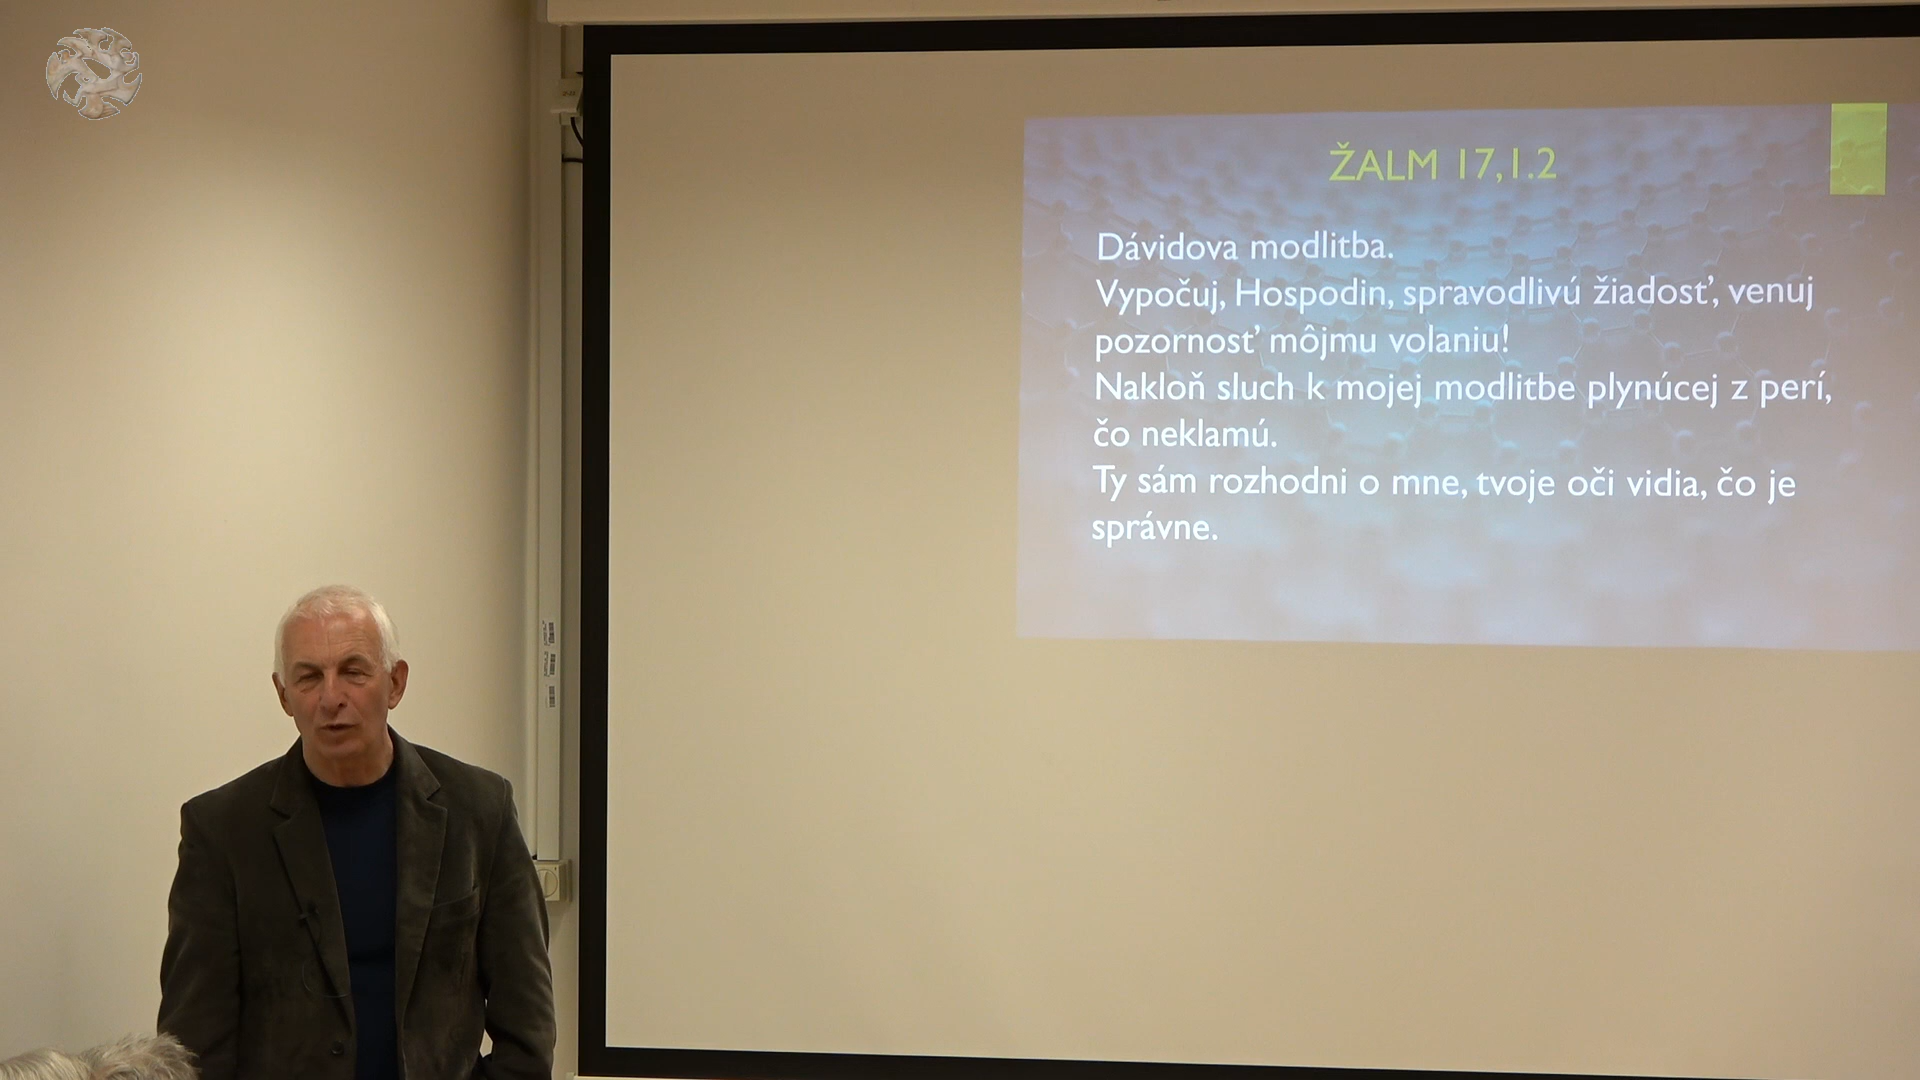 ŽALM 17,1.2
Dávidova modlitba.
Vypočuj, Hospodin, spravodlivú žiadosť, venuj
pozornosť môjmu volaniu!
Nakloň sluch k mojej modlitbe plynúcej z perí,
čo neklamú.
Ty sám rozhodni o mne, tvoje oči vidia, čo je
správne.